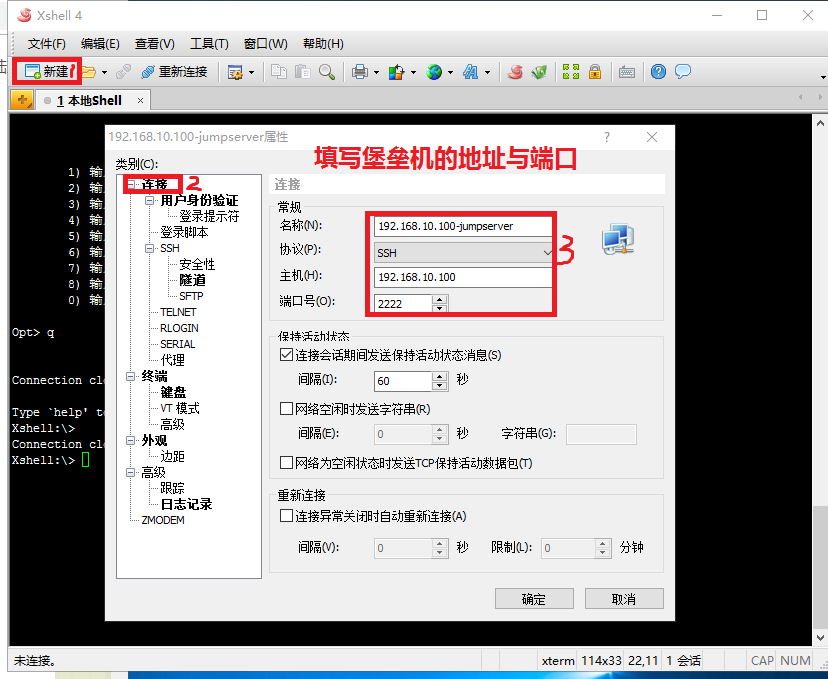 Xshell 4
文件(F) 编辑(E) 查看(V) 工具(T) 窗口(W) 帮助(H)
新建 1 重新连接
1 本地Shell
192.168.10.100-jumpserver属性
类别(C):
填写堡垒机的地址与端口
1) 输
2) 输
3) 输
4) 输
5) 输
6) 输
7) 输
8) 输
0) 输
Opt> q
Connection clo
Type `help' to
Xshell:\>
Connection clo
Xshell:\>
连接 2
用户身份验证
登录提示符
登录脚本
SSH
安全性
隧道
SFTP
TELNET
RLOGIN
SERIAL
代理
终端
键盘
VT 模式
高级
外观
边距
高级
跟踪
日志记录
ZMODEM
连接
常规
名称(N): 192.168.10.100-jumpserver
协议(P): SSH 3
主机(H): 192.168.10.100
端口号(O): 2222
保持活动状态
连接会话期间发送保持活动状态消息(S)
间隔(I): 60 秒
网络空闲时发送字符串(R)
间隔(E): 0 秒 字符串(G):
网络为空闲状态时发送TCP保持活动数据包(T)
重新连接
连接异常关闭时自动重新连接(A)
间隔(V): 0 秒 限制(L): 0 分钟
确定 取消
未连接。 xterm 114x33 22,11 1 会话 CAP NUM